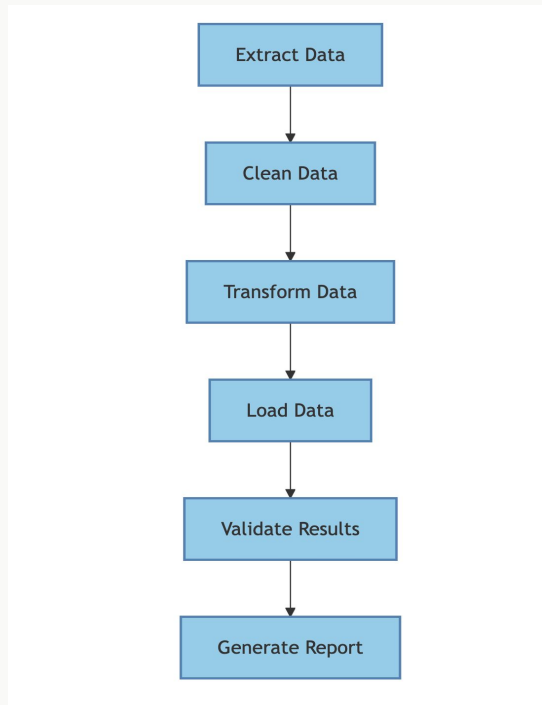 Extract Data
Clean Data
Transform Data
Load Data
Validate Results
Generate Report